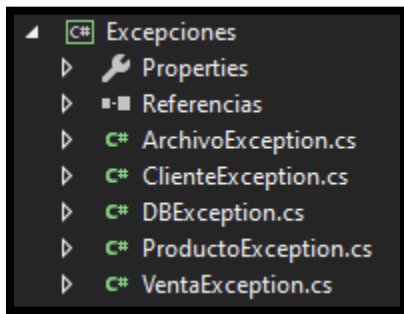 C# Excepciones
Properties
Referencias
C# ArchivoException.cs
C# ClienteException.cs
C# DBException.cs
C# ProductoException.cs
C# VentaException.cs